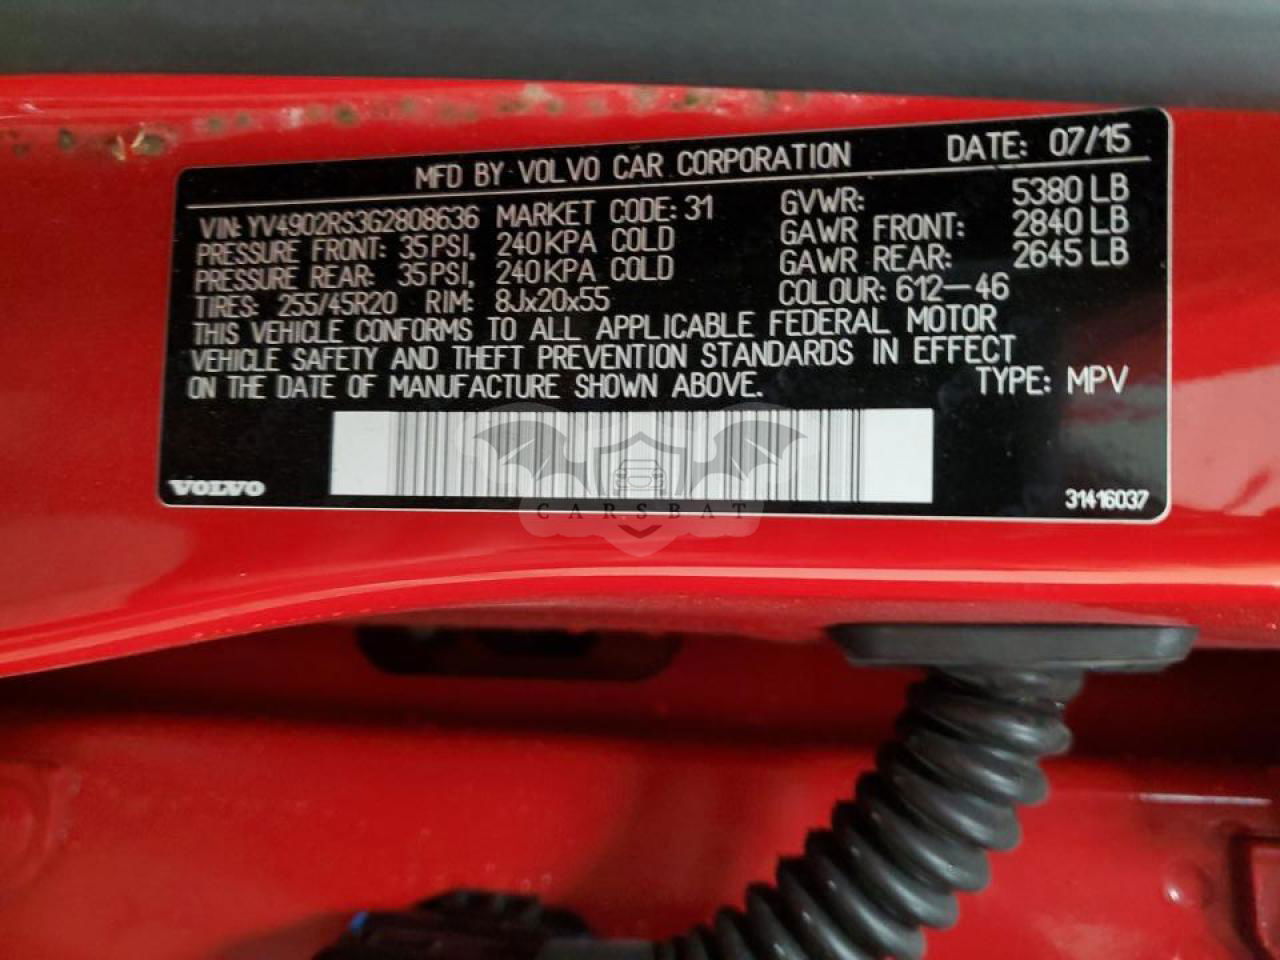 MFD BY VOLVO CAR CORPORATION DATE: 07/15
VIN: YV4902RS3G2808636 MARKET CODE: 31 GVWR: 5380 LB
PRESSURE FRONT: 35 PSI, 240 KPA COLD GAWR FRONT: 2840 LB
PRESSURE REAR: 35 PSI, 240 KPA COLD GAWR REAR: 2645 LB
TIRES: 255/45R20 RIM: 8Jx20x55 COLOUR: 612-46
THIS VEHICLE CONFORMS TO ALL APPLICABLE FEDERAL MOTOR
VEHICLE SAFETY AND THEFT PREVENTION STANDARDS IN EFFECT
ON THE DATE OF MANUFACTURE SHOWN ABOVE. TYPE: MPV
VOLVO 31416037
CARSBAT